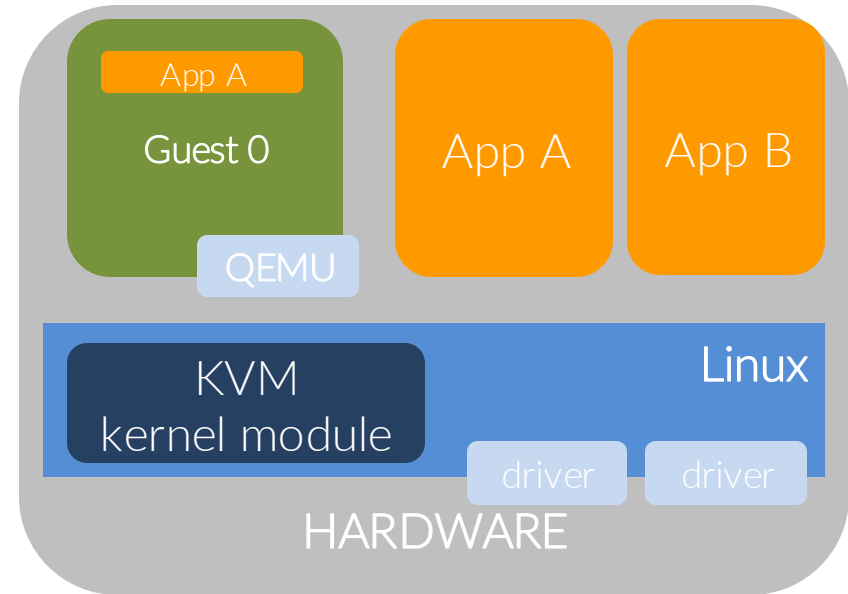 App A
Guest 0
QEMU
App A
App B
Linux
KVM
kernel module
driver
driver
HARDWARE